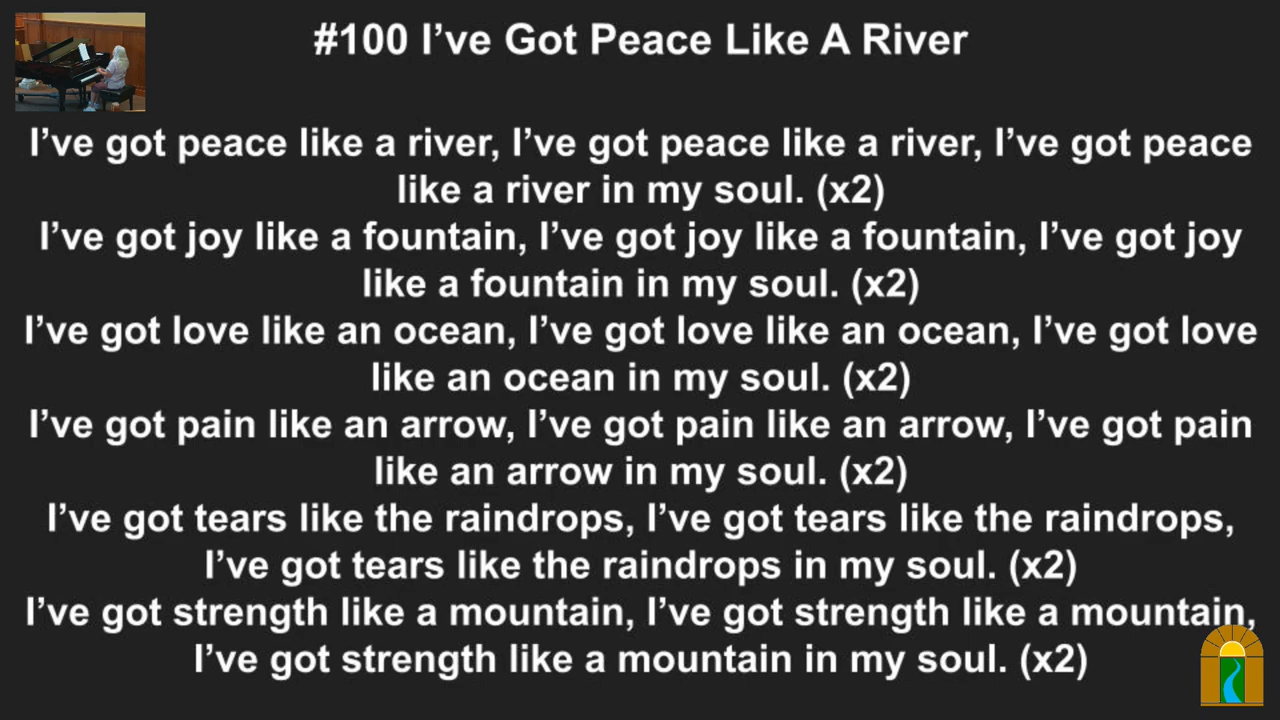 #100 I’ve Got Peace Like A River
I’ve got peace like a river, I’ve got peace like a river, I’ve got peace
like a river in my soul. (x2)
I’ve got joy like a fountain, I’ve got joy like a fountain, I’ve got joy
like a fountain in my soul. (x2)
I’ve got love like an ocean, I’ve got love like an ocean, I’ve got love
like an ocean in my soul. (x2)
I’ve got pain like an arrow, I’ve got pain like an arrow, I’ve got pain
like an arrow in my soul. (x2)
I’ve got tears like the raindrops, I’ve got tears like the raindrops,
I’ve got tears like the raindrops in my soul. (x2)
I’ve got strength like a mountain, I’ve got strength like a mountain,
I’ve got strength like a mountain in my soul. (x2)